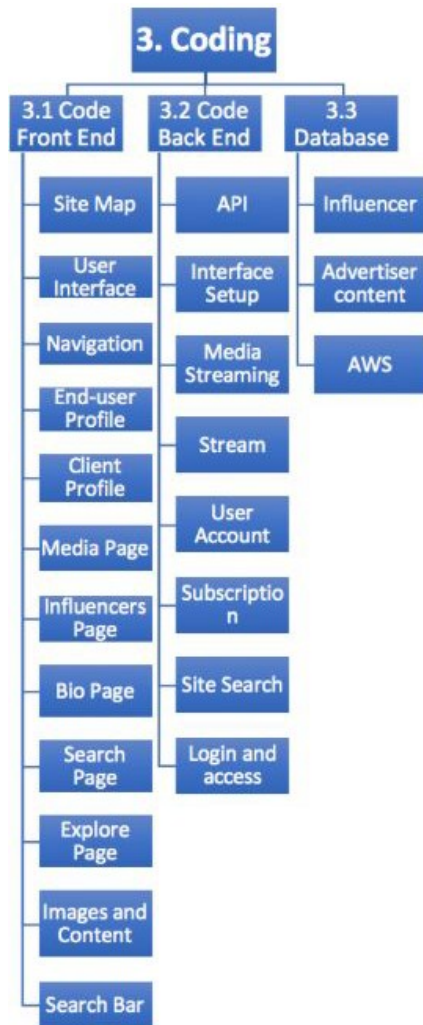 3. Coding
3.1 Code
Front End
Site Map
User
Interface
Navigation
End-user
Profile
Client
Profile
Media Page
Influencers
Page
Bio Page
Search
Page
Explore
Page
Images and
Content
Search Bar
3.2 Code
Back End
API
Interface
Setup
Media
Streaming
Stream
User
Account
Subscriptio
n
Site Search
Login and
access
3.3
Database
Influencer
Advertiser
content
AWS